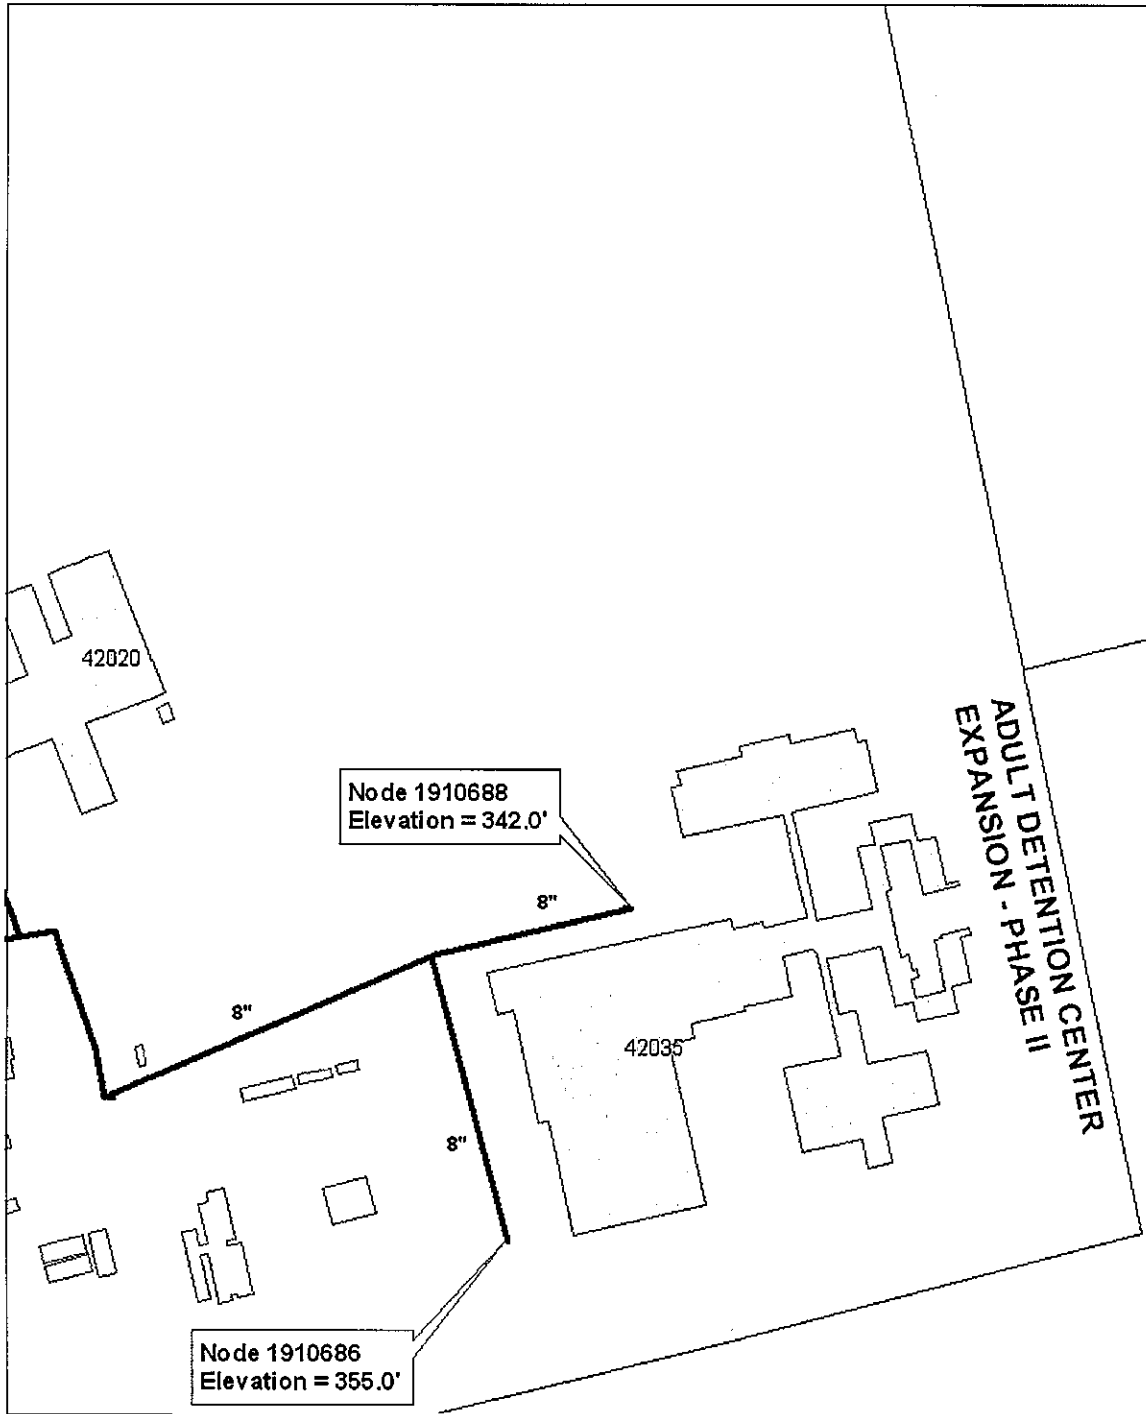 42020
Node 1910688
Elevation = 342.0'
8"
8"
42035
8"
ADULT DETENTION CENTER
EXPANSION - PHASE II
Node 1910686
Elevation = 355.0'